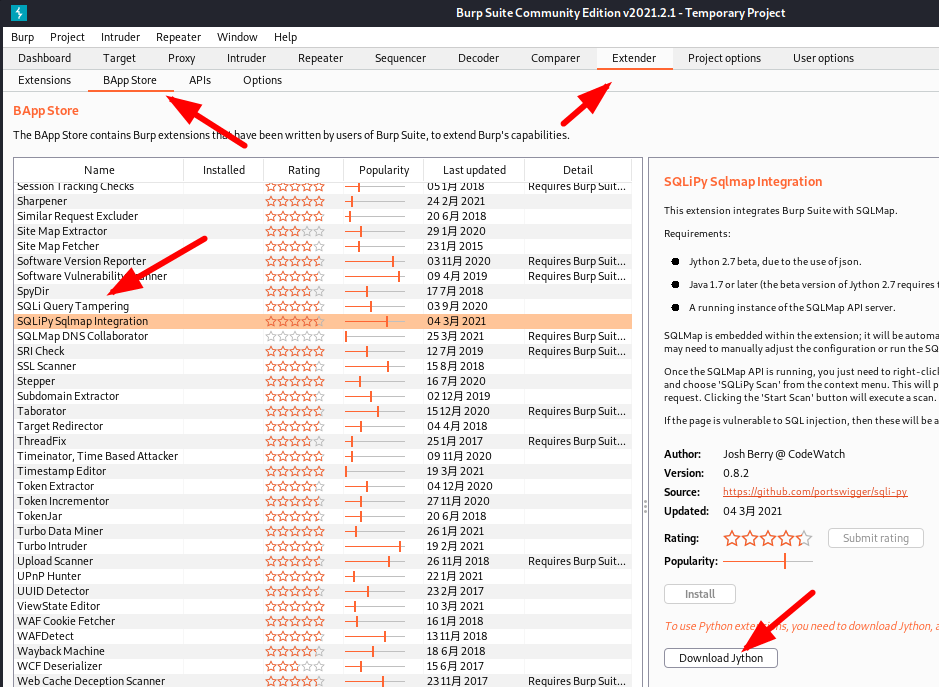 Burp Suite Community Edition v2021.2.1 - Temporary Project
Burp Project Intruder Repeater Window Help
Dashboard Target Proxy Intruder Repeater Sequencer Decoder Comparer Extender Project options User options
Extensions BApp Store APIs Options
BApp Store
The BApp Store contains Burp extensions that have been written by users of Burp Suite, to extend Burp's capabilities.
Name Installed Rating Popularity Last updated Detail
Session Tracking Checks 05 1月 2018 Requires Burp Suit...
Sharpener 24 2月 2021
Similar Request Excluder 20 6月 2018
Site Map Extractor 29 1月 2020
Site Map Fetcher 23 1月 2015
Software Version Reporter 03 11月 2020 Requires Burp Suit...
Software Vulnerability Scanner 09 4月 2019 Requires Burp Suit...
SpyDir 17 7月 2018
SQLi Query Tampering 03 9月 2020
SQLiPy Sqlmap Integration 04 3月 2021
SQLMap DNS Collaborator 25 3月 2021 Requires Burp Suit...
SRI Check 12 7月 2019 Requires Burp Suit...
SSL Scanner 15 8月 2018
Stepper 16 7月 2020
Subdomain Extractor 02 12月 2019
Taborator 15 12月 2020 Requires Burp Suit...
Target Redirector 04 4月 2018
ThreadFix 25 1月 2017 Requires Burp Suit...
Timeinator, Time Based Attacker 09 11月 2020
Timestamp Editor 19 3月 2021
Token Extractor 04 12月 2020
Token Incrementor 27 11月 2020
TokenJar 20 6月 2018
Turbo Data Miner 26 1月 2021
Turbo Intruder 19 2月 2021
Upload Scanner 26 11月 2018 Requires Burp Suit...
UPnP Hunter 22 1月 2021
UUID Detector 23 2月 2017
ViewState Editor 10 3月 2021
WAF Cookie Fetcher 16 1月 2018
WAFDetect 13 11月 2018
Wayback Machine 18 6月 2018
WCF Deserializer 15 6月 2017
Web Cache Deception Scanner 23 11月 2017 Requires Burp Suit...
SQLiPy Sqlmap Integration
This extension integrates Burp Suite with SQLMap.
Requirements:
Jython 2.7 beta, due to the use of json.
Java 1.7 or later (the beta version of Jython 2.7 requires t
A running instance of the SQLMap API server.
SQLMap is embedded within the extension; it will be automa
may need to manually adjust the configuration or run the SQ
Once the SQLMap API is running, you just need to right-clic
and choose 'SQLiPy Scan' from the context menu. This will p
request. Clicking the 'Start Scan' button will execute a scan.
If the page is vulnerable to SQL injection, then these will be a
Author: Josh Berry @ CodeWatch
Version: 0.8.2
Source: https://github.com/portswigger/sqli-py
Updated: 04 3月 2021
Rating: Submit rating
Popularity:
Install
To use Python extensions, you need to download Jython, a
Download Jython